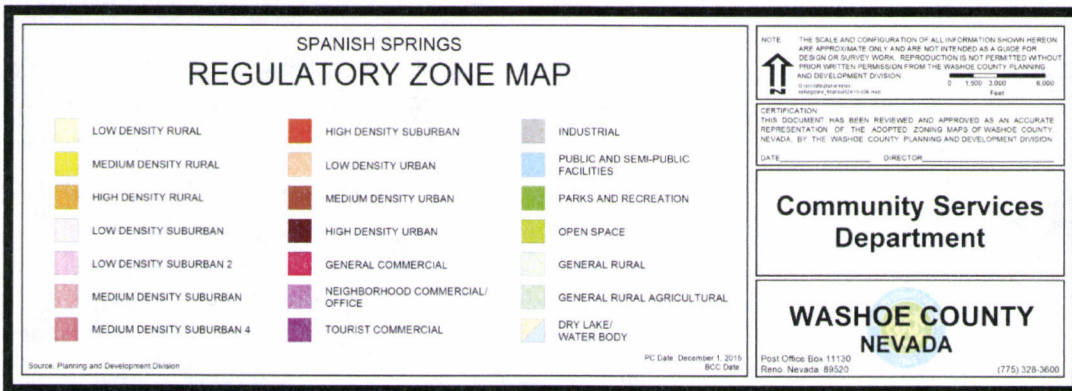 SPANISH SPRINGS
REGULATORY ZONE MAP
LOW DENSITY RURAL
MEDIUM DENSITY RURAL
HIGH DENSITY RURAL
LOW DENSITY SUBURBAN
LOW DENSITY SUBURBAN 2
MEDIUM DENSITY SUBURBAN
MEDIUM DENSITY SUBURBAN 4
HIGH DENSITY SUBURBAN
LOW DENSITY URBAN
MEDIUM DENSITY URBAN
HIGH DENSITY URBAN
GENERAL COMMERCIAL
NEIGHBORHOOD COMMERCIAL/
OFFICE
TOURIST COMMERCIAL
INDUSTRIAL
PUBLIC AND SEMI-PUBLIC
FACILITIES
PARKS AND RECREATION
OPEN SPACE
GENERAL RURAL
GENERAL RURAL AGRICULTURAL
DRY LAKE/
WATER BODY
Source: Planning and Development Division
PC Date December 1, 2015
BCC Date
NOTE THE SCALE AND CONFIGURATION OF ALL INFORMATION SHOWN HEREON
ARE APPROXIMATE ONLY AND ARE NOT INTENDED AS A GUIDE FOR
DESIGN OR SURVEY WORK. REPRODUCTION IS NOT PERMITTED WITHOUT
PRIOR WRITTEN PERMISSION FROM THE WASHOE COUNTY PLANNING
AND DEVELOPMENT DIVISION
N
0 1,500 3,000 6,000
Feet
CERTIFICATION
THIS DOCUMENT HAS BEEN REVIEWED AND APPROVED AS AN ACCURATE
REPRESENTATION OF THE ADOPTED ZONING MAPS OF WASHOE COUNTY,
NEVADA, BY THE WASHOE COUNTY PLANNING AND DEVELOPMENT DIVISION
DATE DIRECTOR
Community Services
Department
WASHOE COUNTY
NEVADA
Post Office Box 11130
Reno, Nevada 89520
(775) 328-3600